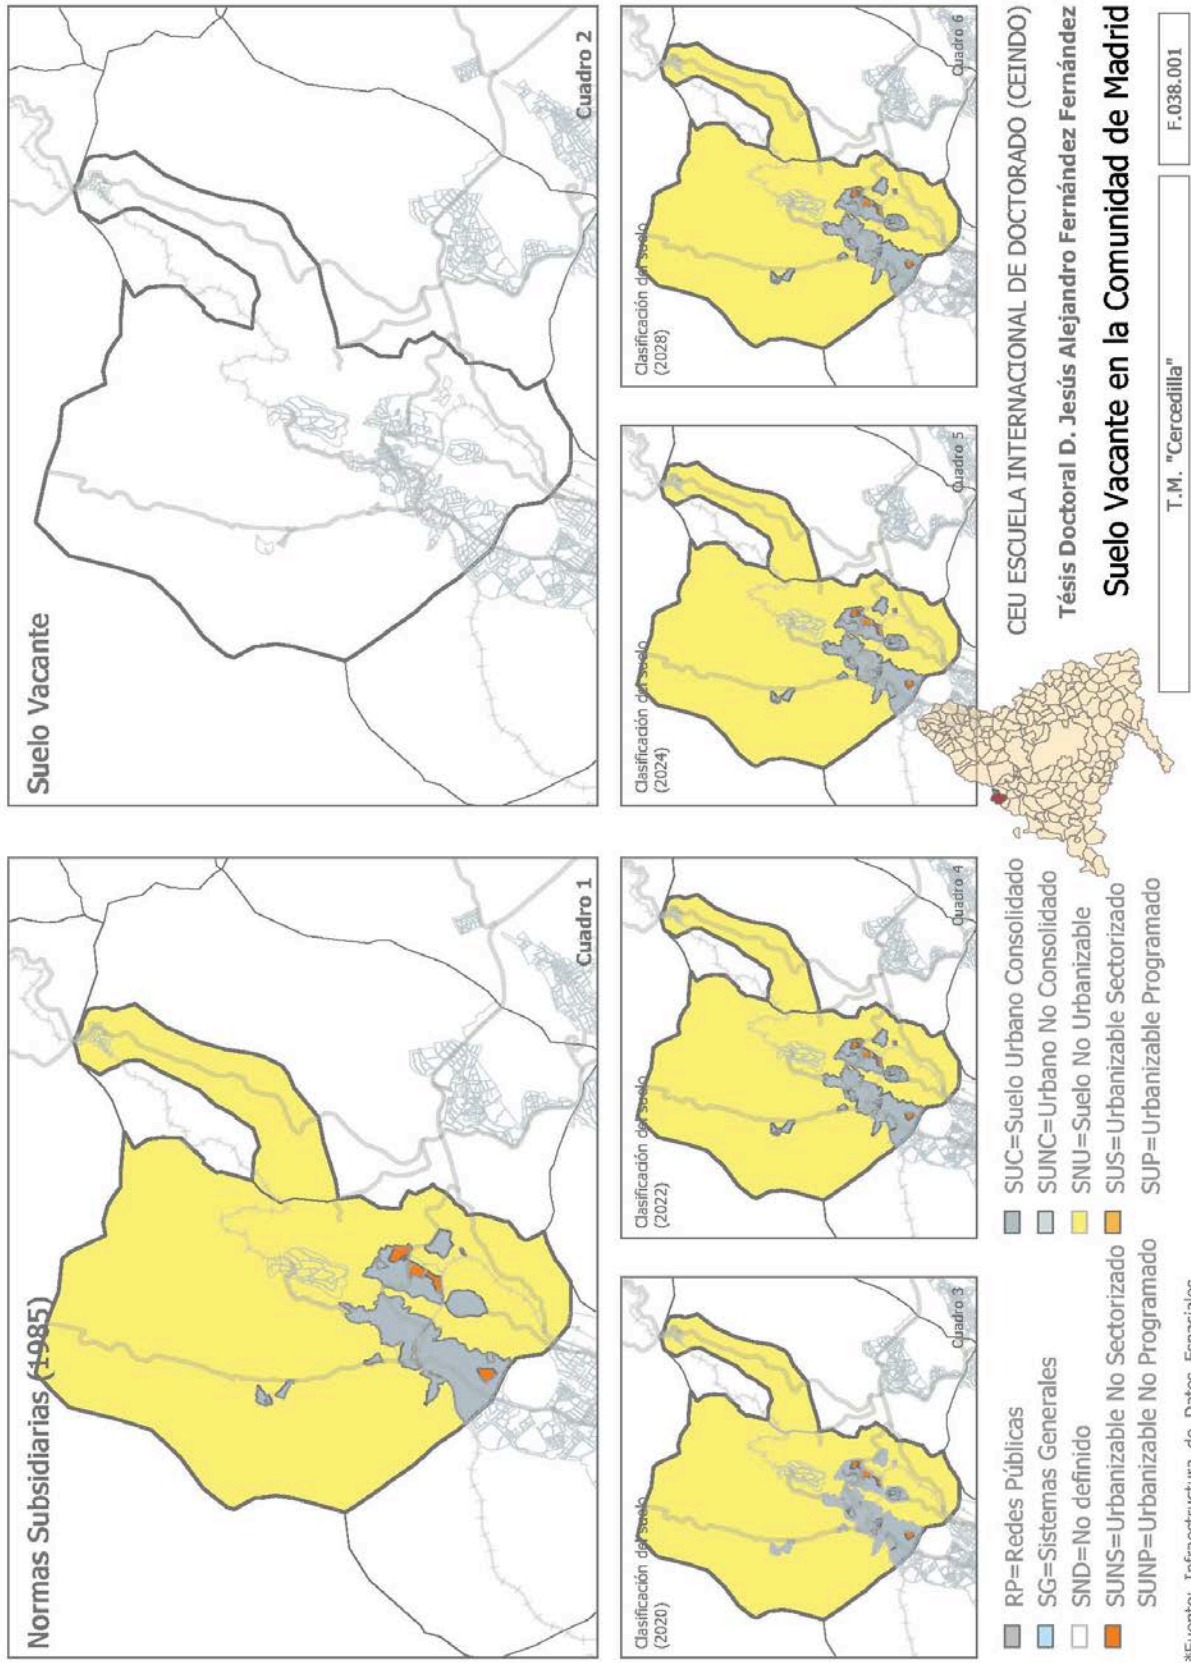 Normas Subsidiarias (1985)
Cuadro 1
Suelo Vacante
Cuadro 2
Clasificación del suelo
(2020)
Cuadro 3
Clasificación del suelo
(2022)
Cuadro 4
Clasificación del suelo
(2024)
Cuadro 5
Clasificación del suelo
(2028)
Cuadro 6
RP=Redes Públicas
SG=Sistemas Generales
SND=No definido
SUNS=Urbanizable No Sectorizado
SUNP=Urbanizable No Programado
SUC=Suelo Urbano Consolidado
SUNC=Urbano No Consolidado
SNU=Suelo No Urbanizable
SUS=Urbanizable Sectorizado
SUP=Urbanizable Programado
*Fuente: Infraestructura de Datos Espaciales
CEU ESCUELA INTERNACIONAL DE DOCTORADO (CEINDO)
Tésis Doctoral D. Jesús Alejandro Fernández Fernández
Suelo Vacante en la Comunidad de Madrid
T.M. "Cercedilla"
F.038.001